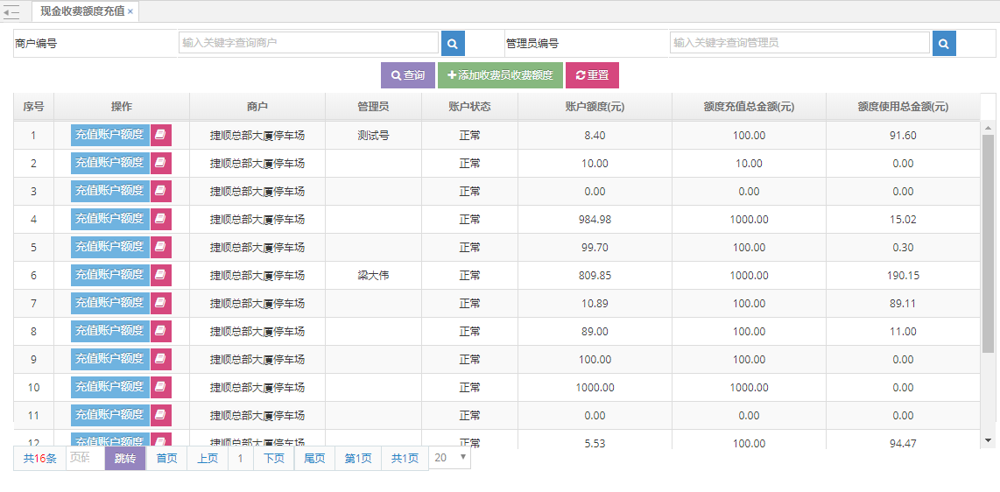 现金收费额度充值 ×
商户编号 输入关键字查询商户 管理员编号 输入关键字查询管理员
查询 添加收费员收费额度 重置
序号 操作 商户 管理员 账户状态 账户额度(元) 额度充值总金额(元) 额度使用总金额(元)
1 充值账户额度 捷顺总部大厦停车场 测试号 正常 8.40 100.00 91.60
2 充值账户额度 捷顺总部大厦停车场 正常 10.00 10.00 0.00
3 充值账户额度 捷顺总部大厦停车场 正常 0.00 0.00 0.00
4 充值账户额度 捷顺总部大厦停车场 正常 984.98 1000.00 15.02
5 充值账户额度 捷顺总部大厦停车场 正常 99.70 100.00 0.30
6 充值账户额度 捷顺总部大厦停车场 梁大伟 正常 809.85 1000.00 190.15
7 充值账户额度 捷顺总部大厦停车场 正常 10.89 100.00 89.11
8 充值账户额度 捷顺总部大厦停车场 正常 89.00 100.00 11.00
9 充值账户额度 捷顺总部大厦停车场 正常 100.00 100.00 0.00
10 充值账户额度 捷顺总部大厦停车场 正常 1000.00 1000.00 0.00
11 充值账户额度 捷顺总部大厦停车场 正常 0.00 0.00 0.00
12 充值账户额度 捷顺总部大厦停车场 正常 5.53 100.00 94.47
共16条 页码 跳转 首页 上页 1 下页 尾页 第1页 共1页 20